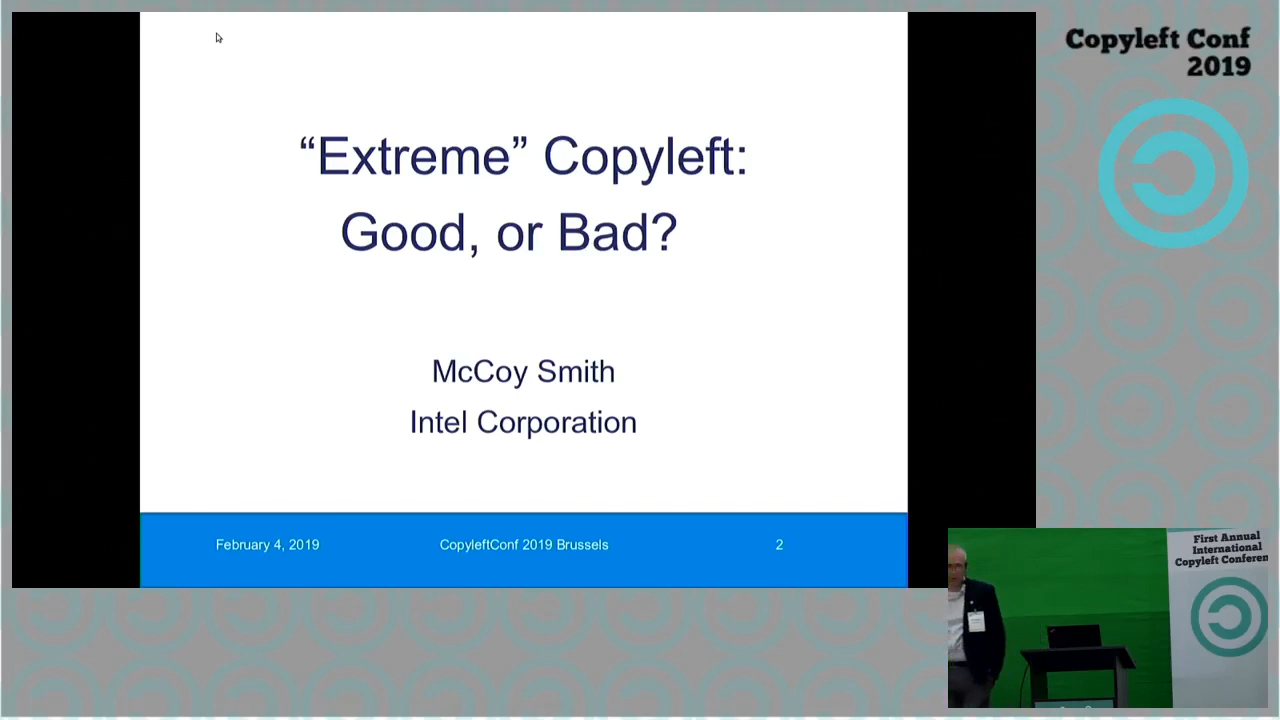 Copyleft Conf
2019
“Extreme” Copyleft:
Good, or Bad?
McCoy Smith
Intel Corporation
February 4, 2019
CopyleftConf 2019 Brussels
2
First Annual
International
Copyleft Conferen